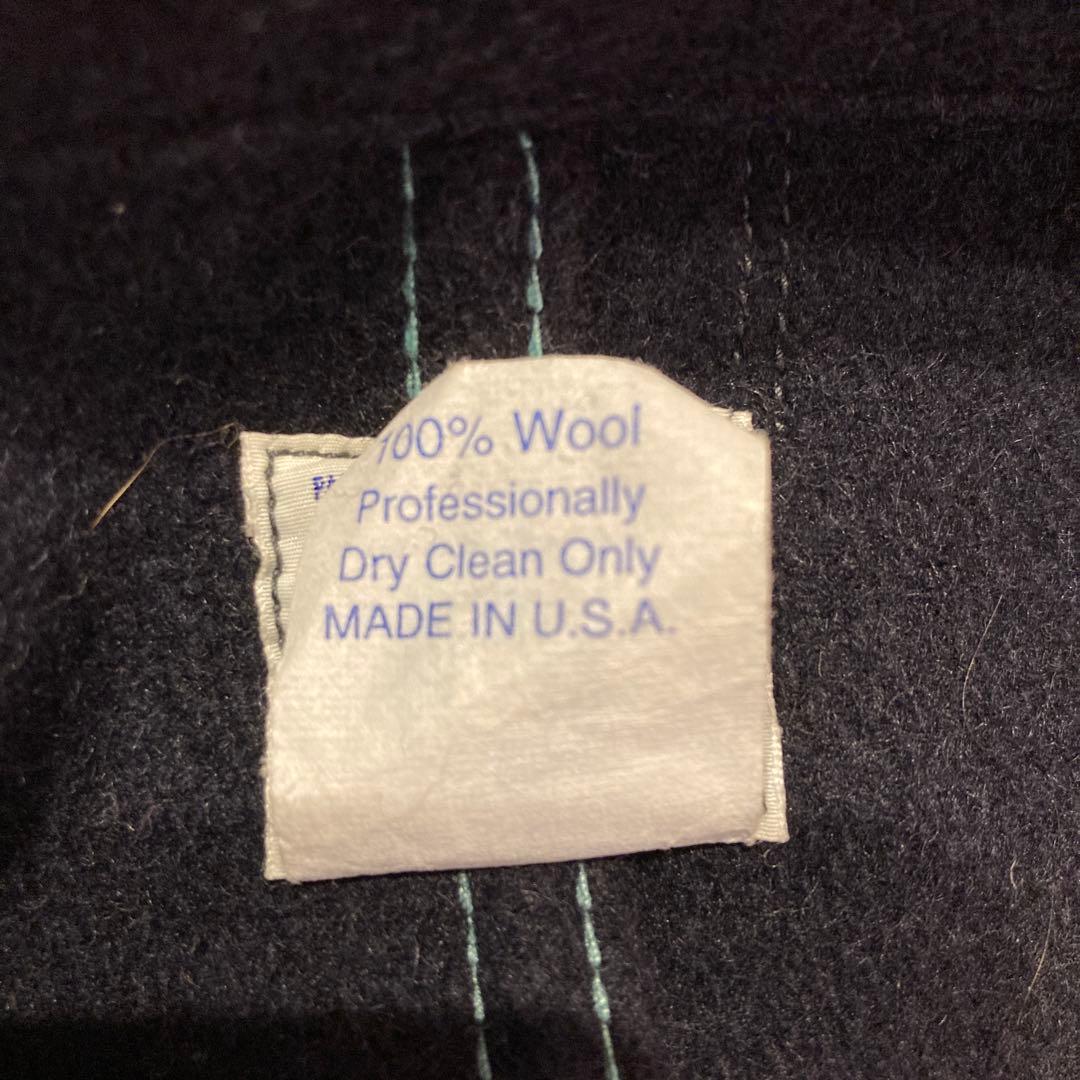 100% Wool
Professionally
Dry Clean Only
MADE IN U.S.A.